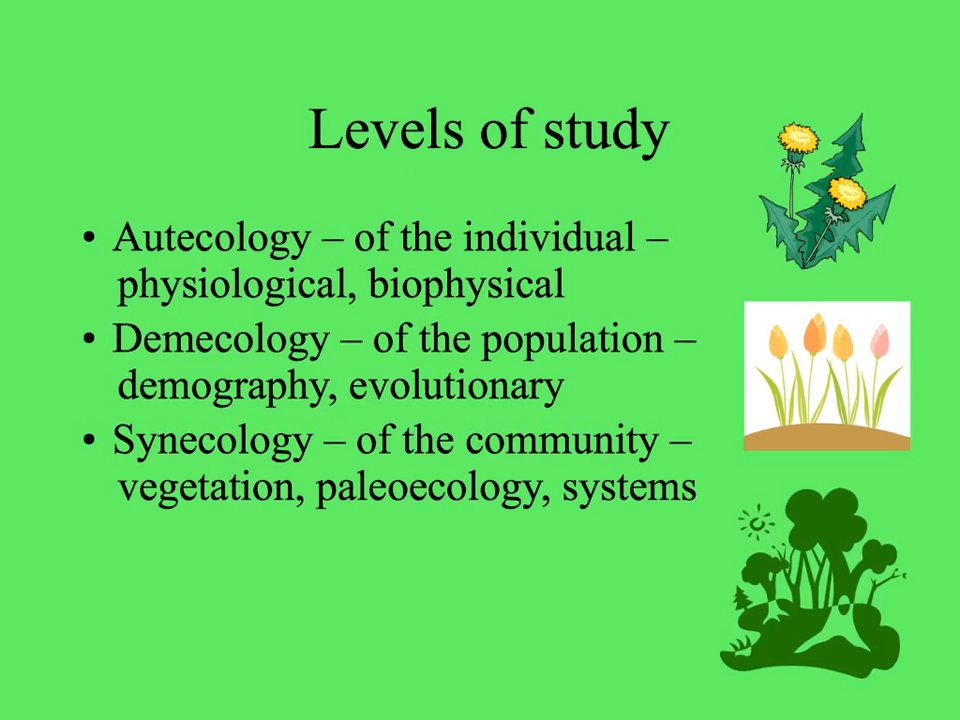 Levels of study
• Autecology – of the individual –
physiological, biophysical
• Demecology – of the population –
demography, evolutionary
• Synecology – of the community –
vegetation, paleoecology, systems